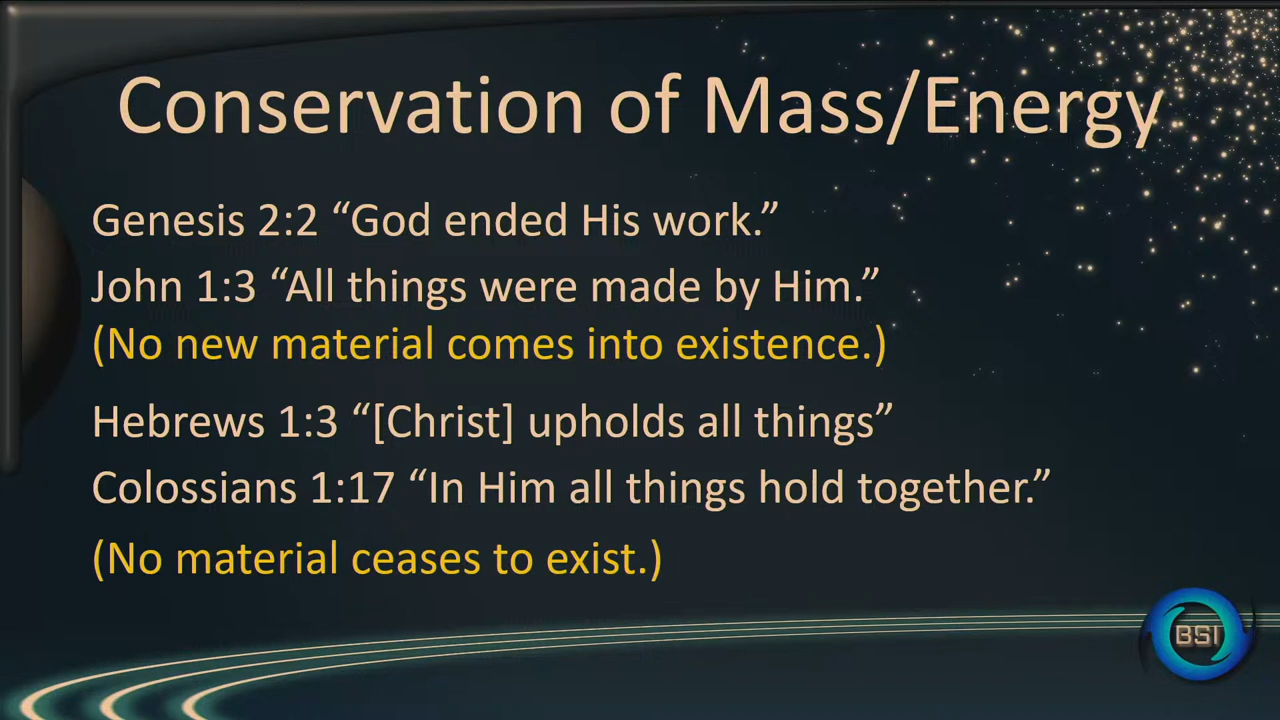 Conservation of Mass/Energy
Genesis 2:2 “God ended His work.”
John 1:3 “All things were made by Him.”
(No new material comes into existence.)
Hebrews 1:3 “[Christ] upholds all things”
Colossians 1:17 “In Him all things hold together.”
(No material ceases to exist.)
BSI